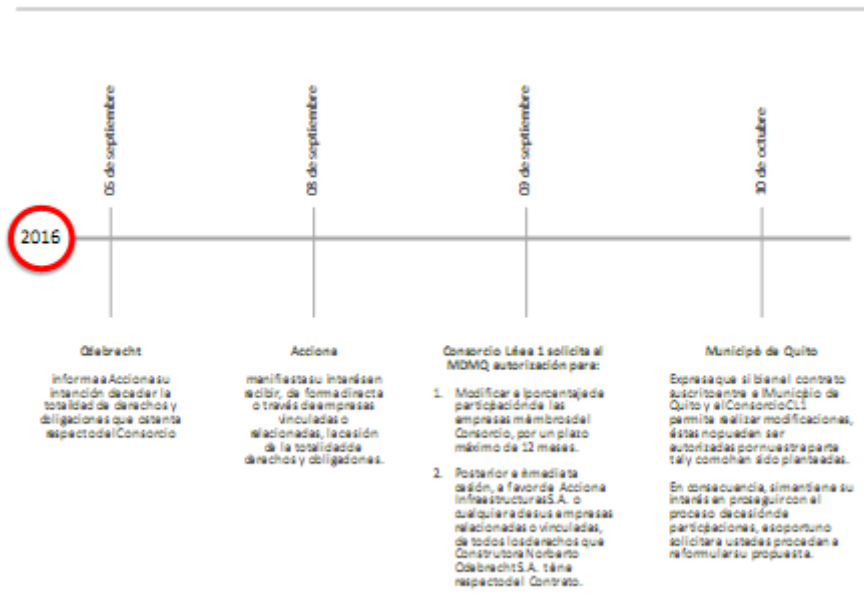 2016
05 de septiembre
08 de septiembre
09 de septiembre
10 de octubre
Odebrecht
informa a Acciona su
intención de ceder la
totalidad de derechos y
obligaciones que ostenta
respecto del Consorcio
Acciona
manifiesta su interés en
recibir, de forma directa
o través de empresas
vinculadas o
relacionadas, la cesión
de la totalidad de
derechos y obligaciones.
Consorcio Línea 1 solicita al
MDMQ autorización para:
1. Modificar el porcentaje de
participación de las
empresas miembros del
Consorcio, por un plazo
máximo de 12 meses.
2. Posterior e inmediata
cesión, a favor de Acciona
Infraestructuras S.A. o
cualquiera de sus empresas
relacionadas o vinculadas,
de todos los derechos que
Construtora Norberto
Odebrecht S.A. tiene
respecto del Contrato.
Municipio de Quito
Expresa que si bien el contrato
suscrito entre el Municipio de
Quito y el Consorcio CL1
permite realizar modificaciones,
éstas no pueden ser
autorizadas por nuestra parte
tal y como han sido planteadas.
En consecuencia, si mantiene su
interés en proseguir con el
proceso de cesión de
participaciones, es oportuno
solicitar a ustedes procedan a
reformular su propuesta.